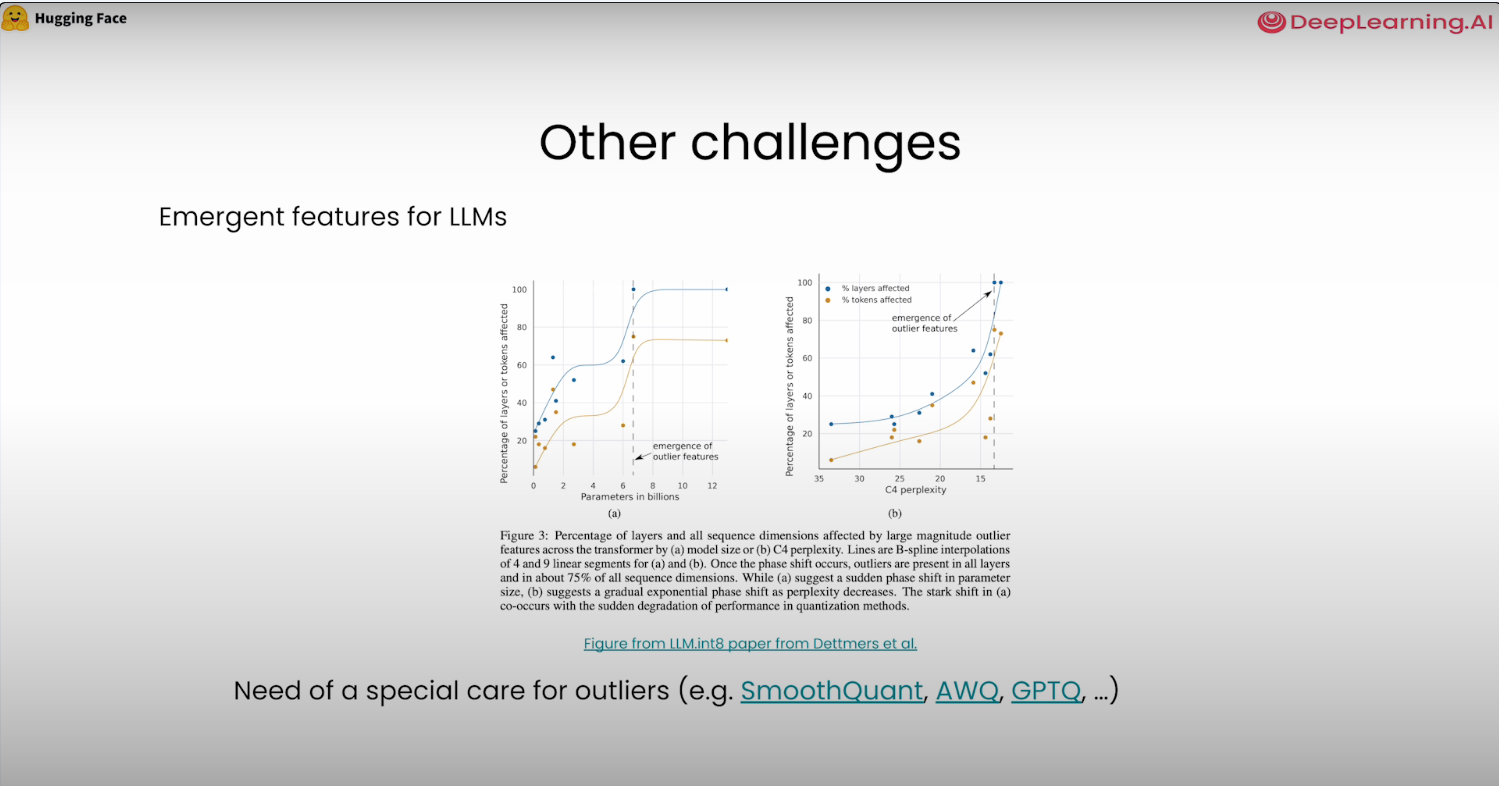 Hugging Face
DeepLearning.AI
Other challenges
Emergent features for LLMs
Percentage of layers or tokens affected
100
80
60
40
20
0 2 4 6 8 10 12
Parameters in billions
emergence of
outlier features
(a)
Percentage of layers or tokens affected
100
80
60
40
20
% layers affected
% tokens affected
emergence of
outlier features
35 30 25 20 15
C4 perplexity
(b)
Figure 3: Percentage of layers and all sequence dimensions affected by large magnitude outlier
features across the transformer by (a) model size or (b) C4 perplexity. Lines are B-spline interpolations
of 4 and 9 linear segments for (a) and (b). Once the phase shift occurs, outliers are present in all layers
and in about 75% of all sequence dimensions. While (a) suggest a sudden phase shift in parameter
size, (b) suggests a gradual exponential phase shift as perplexity decreases. The stark shift in (a)
co-occurs with the sudden degradation of performance in quantization methods.
Figure from LLM.int8 paper from Dettmers et al.
Need of a special care for outliers (e.g. SmoothQuant, AWQ, GPTQ, ...)